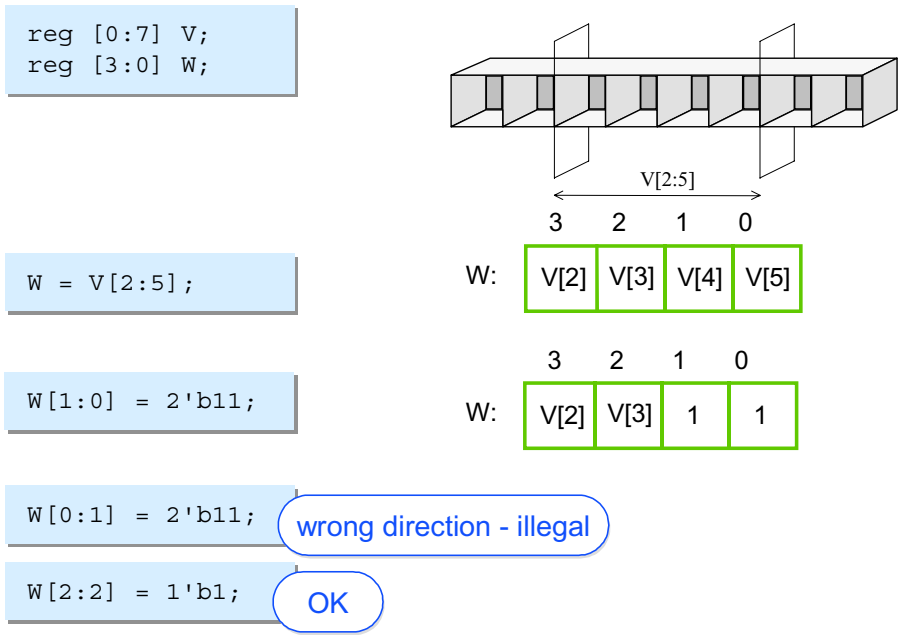 reg [0:7] V;
reg [3:0] W;
V[2:5]
3 2 1 0
W = V[2:5];
W: V[2] V[3] V[4] V[5]
3 2 1 0
W[1:0] = 2'b11;
W: V[2] V[3] 1 1
W[0:1] = 2'b11;
wrong direction - illegal
W[2:2] = 1'b1;
OK